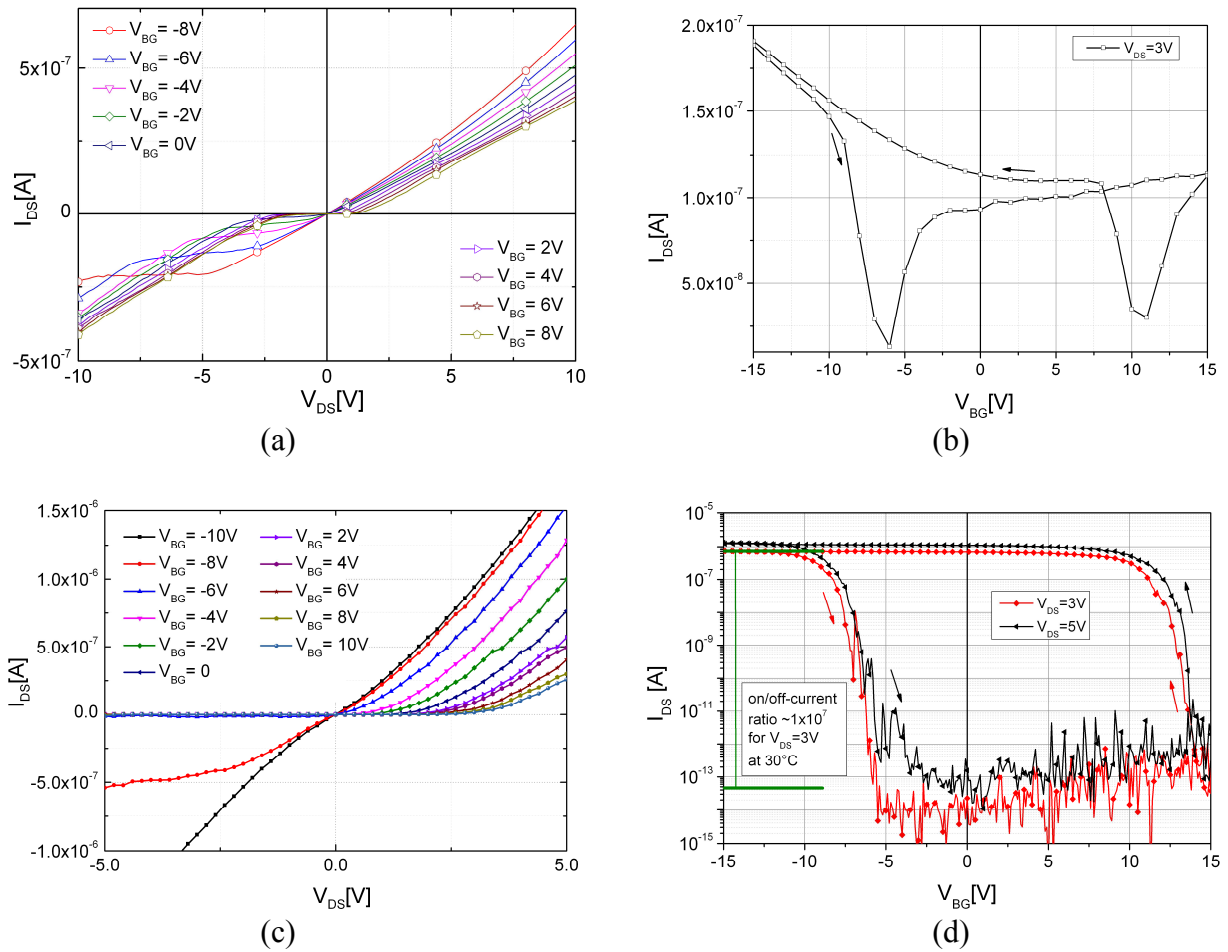 V_BG = -8V
V_BG = -6V
V_BG = -4V
V_BG = -2V
V_BG = 0V
V_BG = 2V
V_BG = 4V
V_BG = 6V
V_BG = 8V
5x10^-7
0
-5x10^-7
I_DS[A]
-10
-5
0
5
10
V_DS[V]
(a)
V_DS=3V
2.0x10^-7
1.5x10^-7
1.0x10^-7
5.0x10^-8
I_DS[A]
-15
-10
-5
0
5
10
15
V_BG[V]
(b)
V_BG = -10V
V_BG = -8V
V_BG = -6V
V_BG = -4V
V_BG = -2V
V_BG = 0
V_BG = 2V
V_BG = 4V
V_BG = 6V
V_BG = 8V
V_BG = 10V
1.5x10^-6
1.0x10^-6
5.0x10^-7
0.0
-5.0x10^-7
-1.0x10^-6
I_DS[A]
-5.0
-2.5
0.0
2.5
5.0
V_DS[V]
(c)
V_DS=3V
V_DS=5V
on/off-current
ratio ~1x10^7
for V_DS=3V
at 30°C
10^-5
10^-7
10^-9
10^-11
10^-13
10^-15
I_DS [A]
-15
-10
-5
0
5
10
15
V_BG[V]
(d)